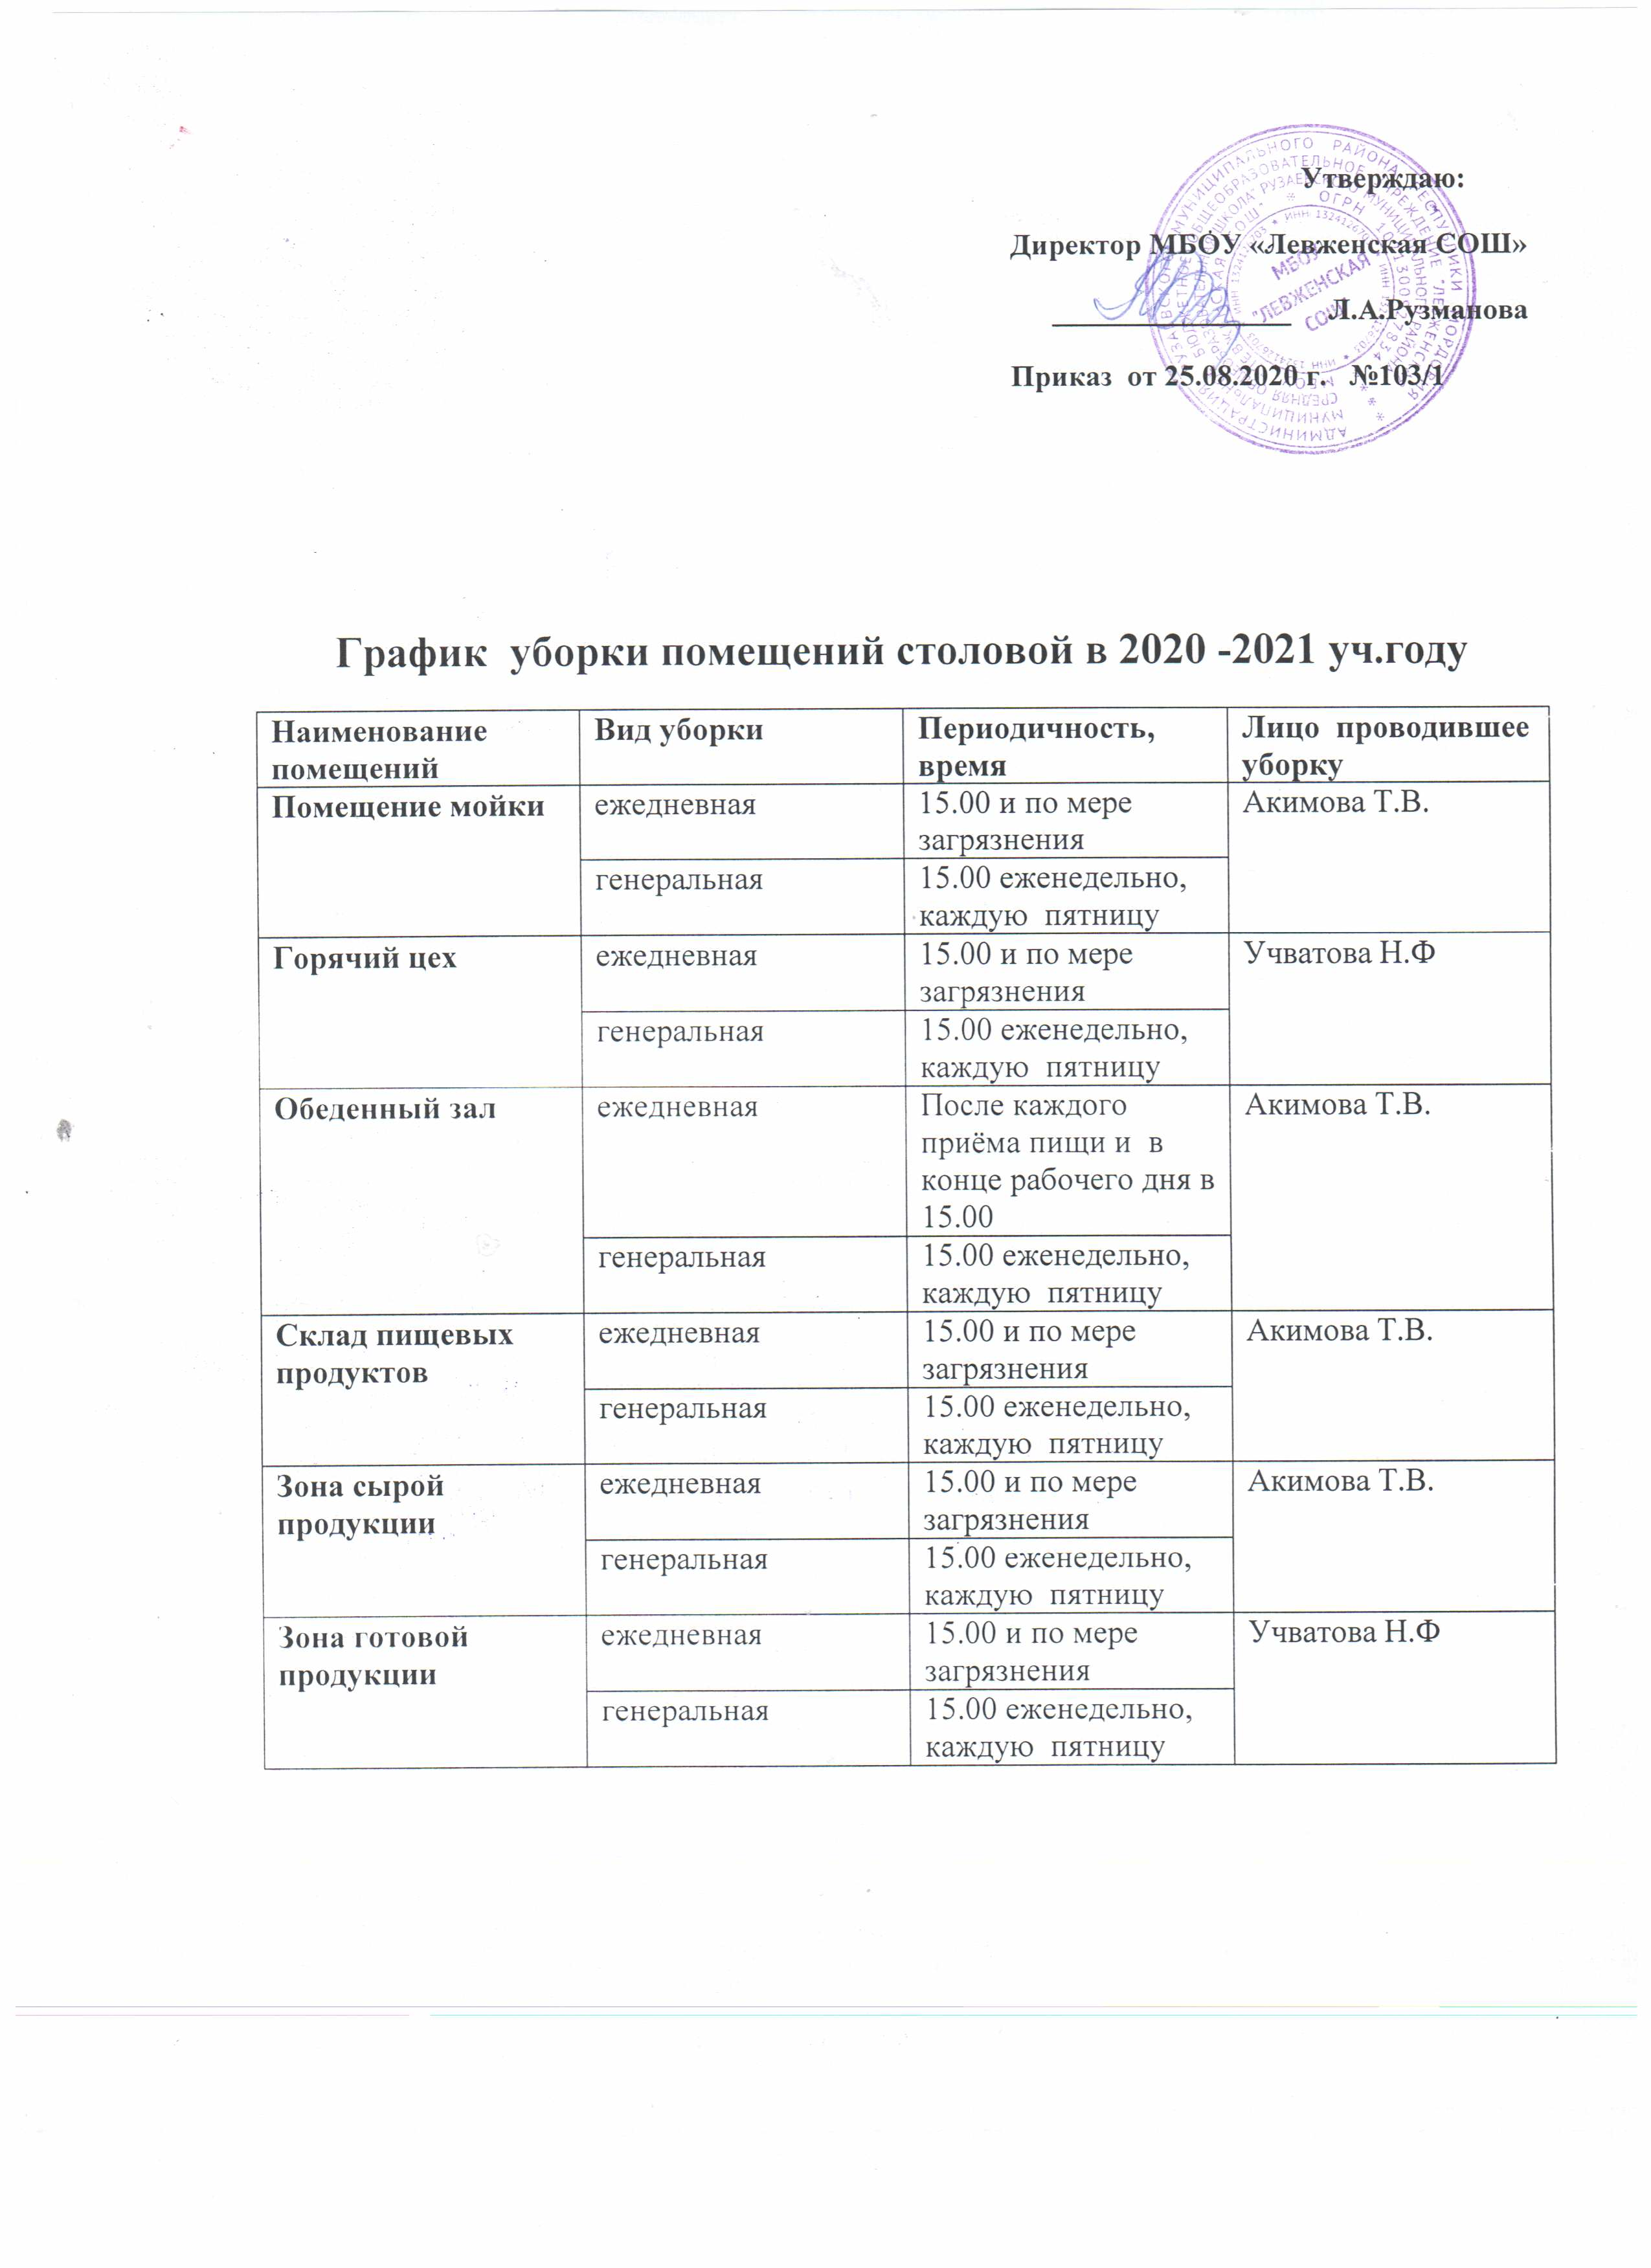 Утверждаю:
Директор МБОУ «Левженская СОШ»
Л.А.Рузманова
Приказ от 25.08.2020 г. №103/1
МБОУ
"ЛЕВЖЕНСКАЯ
СОШ"
График уборки помещений столовой в 2020 -2021 уч.году
Наименование
помещений
Вид уборки
Периодичность,
время
Лицо проводившее
уборку
Помещение мойки
ежедневная
15.00 и по мере
загрязнения
Акимова Т.В.
генеральная
15.00 еженедельно,
каждую пятницу
Горячий цех
ежедневная
15.00 и по мере
загрязнения
Учватова Н.Ф
генеральная
15.00 еженедельно,
каждую пятницу
Обеденный зал
ежедневная
После каждого
приёма пищи и в
конце рабочего дня в
15.00
Акимова Т.В.
генеральная
15.00 еженедельно,
каждую пятницу
Склад пищевых
продуктов
ежедневная
15.00 и по мере
загрязнения
Акимова Т.В.
генеральная
15.00 еженедельно,
каждую пятницу
Зона сырой
продукции
ежедневная
15.00 и по мере
загрязнения
Акимова Т.В.
генеральная
15.00 еженедельно,
каждую пятницу
Зона готовой
продукции
ежедневная
15.00 и по мере
загрязнения
Учватова Н.Ф
генеральная
15.00 еженедельно,
каждую пятницу